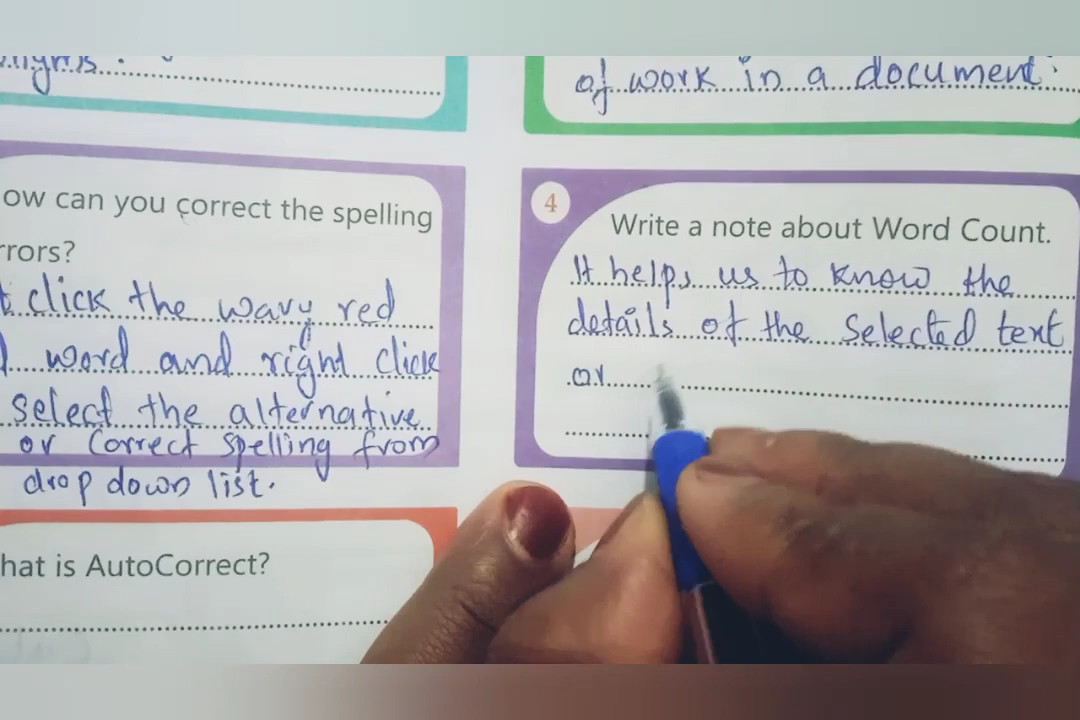 of work in a document.
ow can you correct the spelling
rrors?
t click the wavy red
word and right click
select the alternative
or correct spelling from
drop down list.
4
Write a note about Word Count.
It helps us to know the
details of the selected text
or
hat is AutoCorrect?